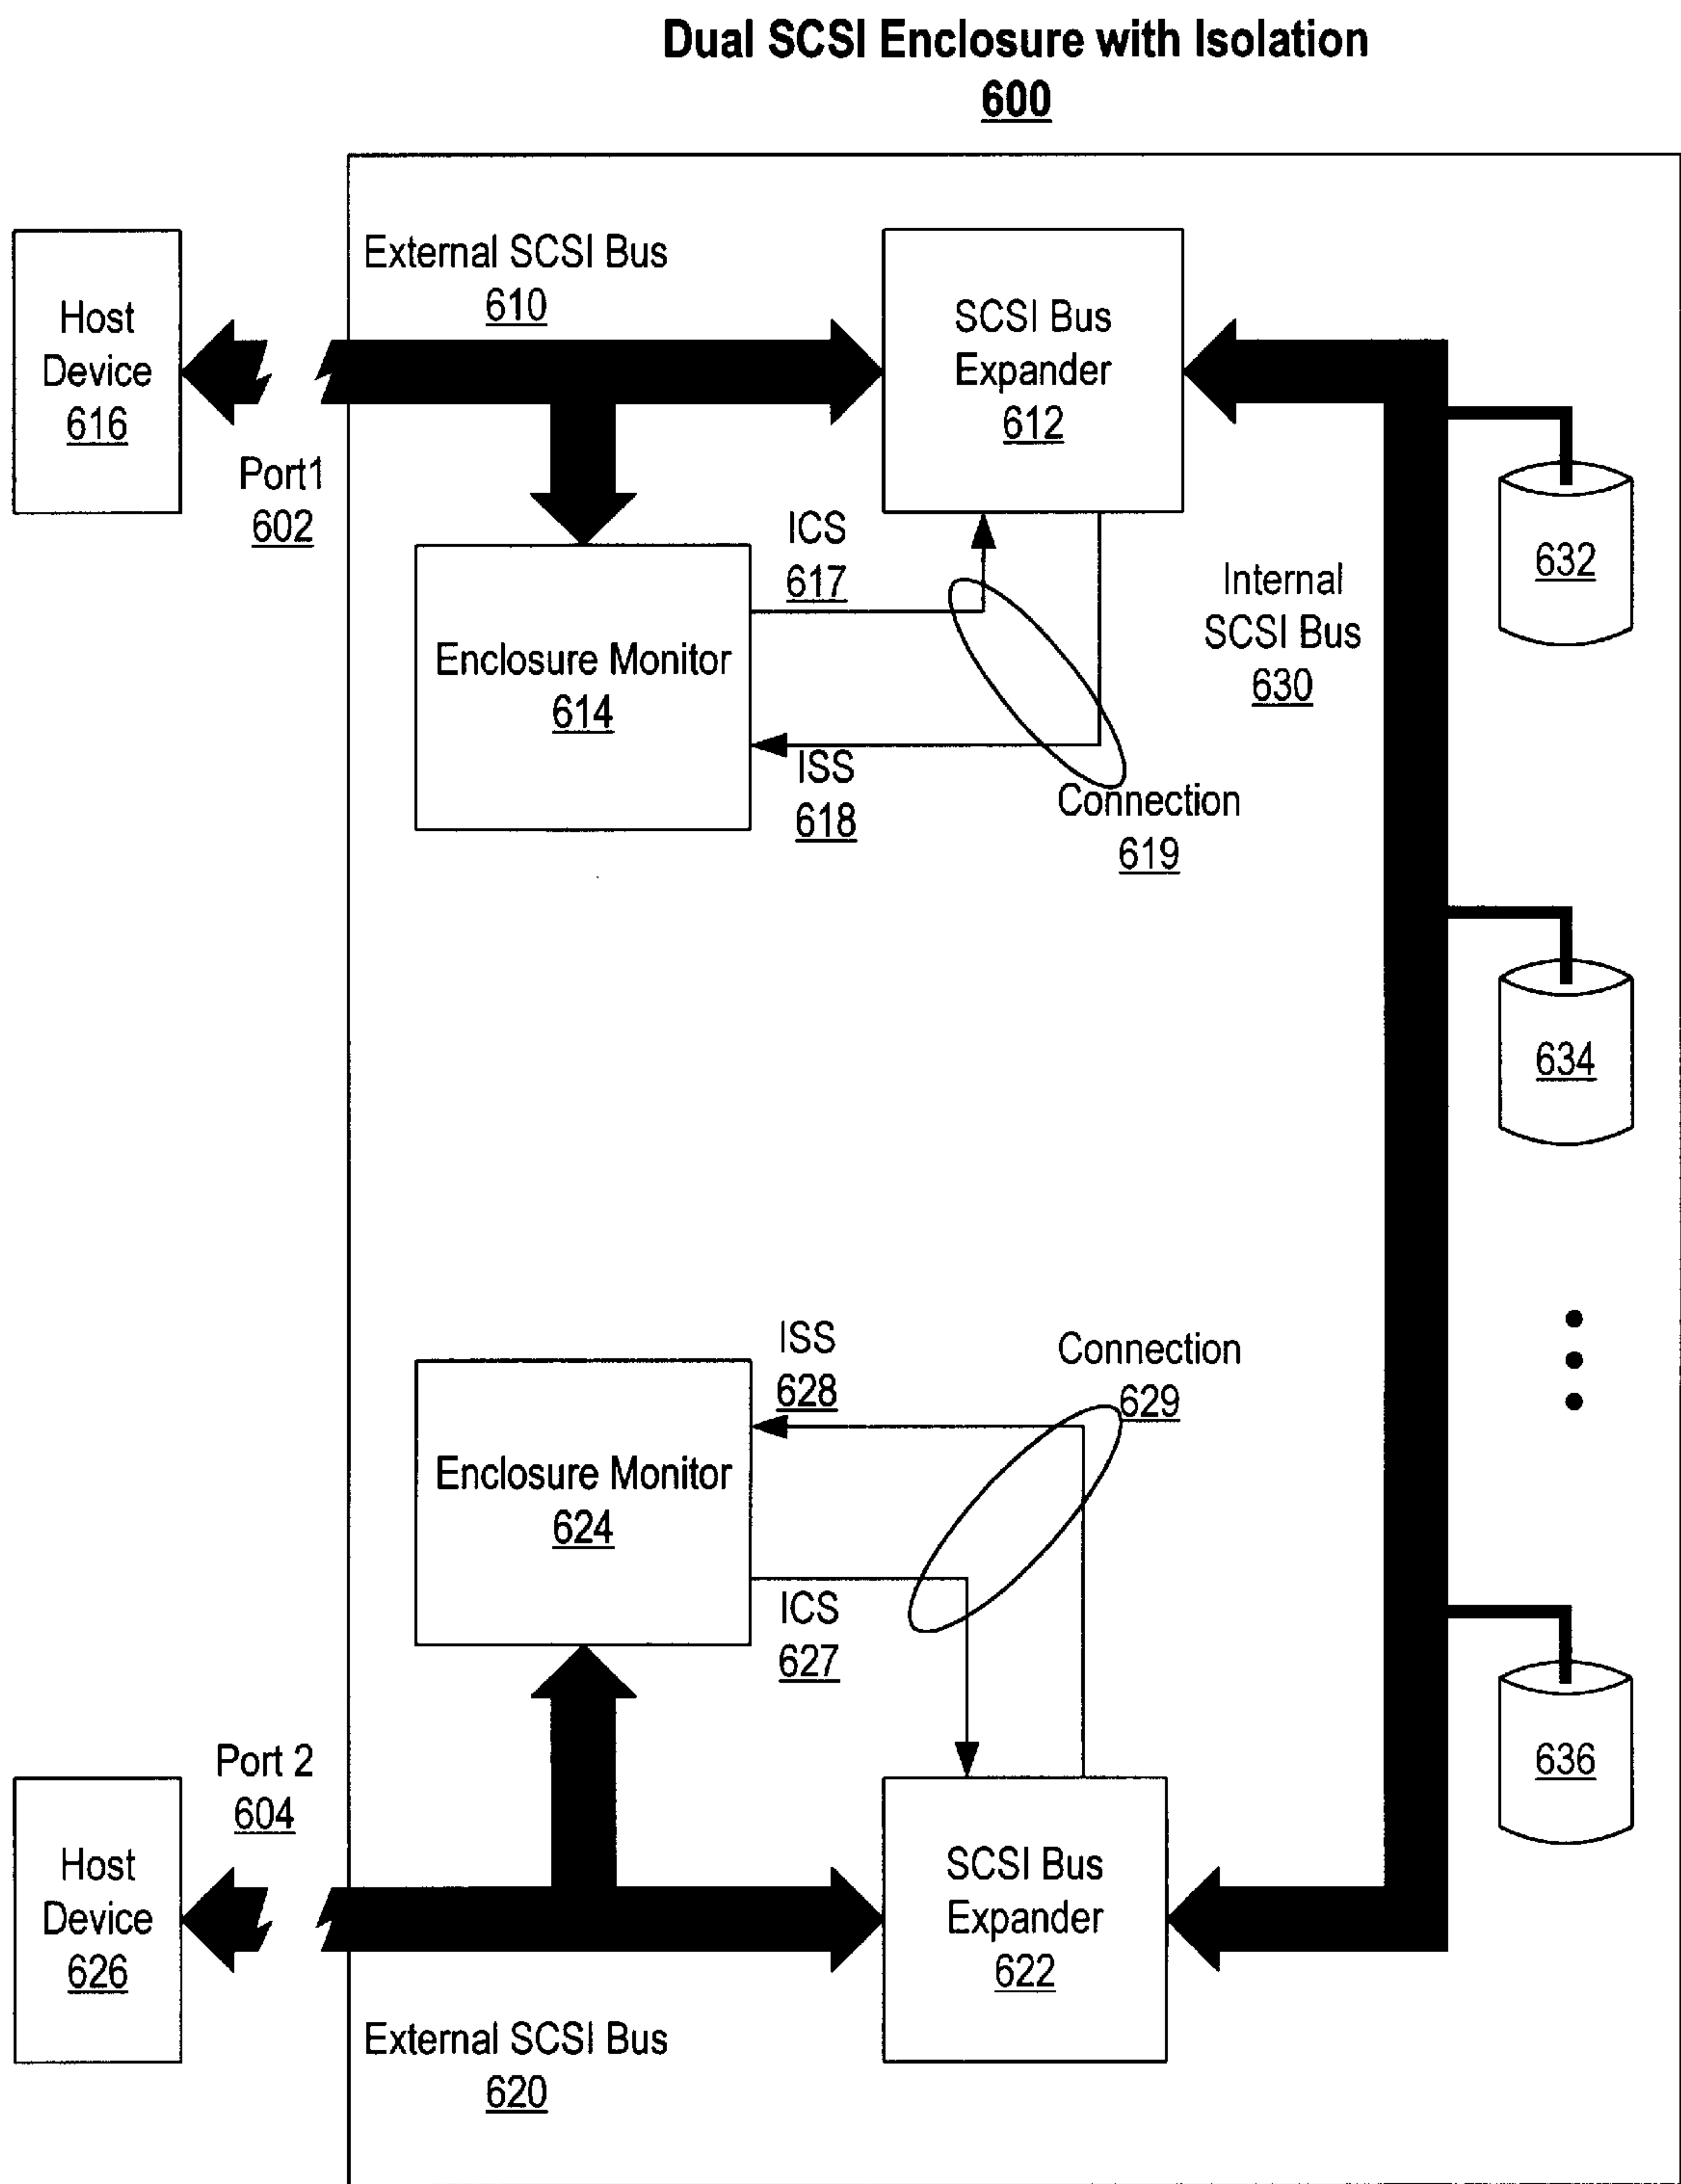 Dual SCSI Enclosure with Isolation
600
External SCSI Bus
610
Host
Device
616
SCSI Bus
Expander
612
Port1
602
ICS
617
Internal
SCSI Bus
630
632
Enclosure Monitor
614
ISS
618
Connection
619
634
ISS
628
Connection
629
Enclosure Monitor
624
ICS
627
Port 2
604
636
Host
Device
626
SCSI Bus
Expander
622
External SCSI Bus
620